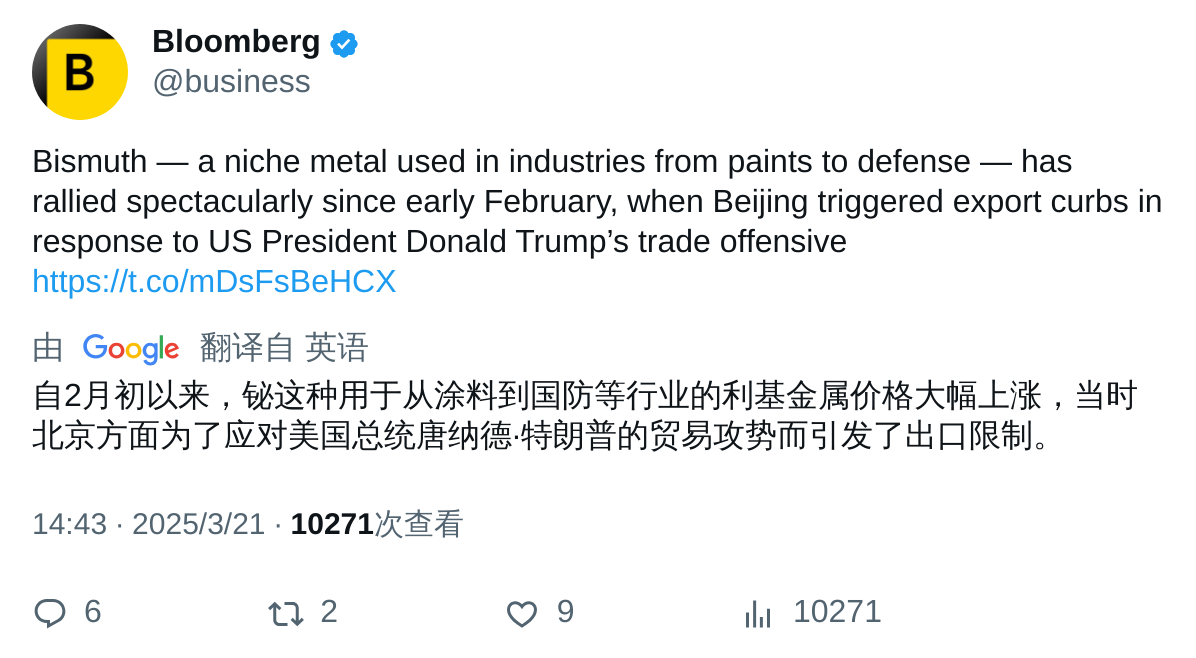 B
Bloomberg
@business
Bismuth — a niche metal used in industries from paints to defense — has
rallied spectacularly since early February, when Beijing triggered export curbs in
response to US President Donald Trump’s trade offensive
https://t.co/mDsFsBeHCX
由 Google 翻译自 英语
自2月初以来，铋这种用于从涂料到国防等行业的利基金属价格大幅上涨，当时
北京方面为了应对美国总统唐纳德·特朗普的贸易攻势而引发了出口限制。
14:43 · 2025/3/21 · 10271次查看
6 2 9 10271